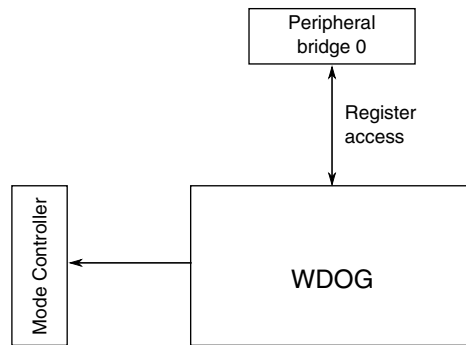 Peripheral
bridge 0
Register
access
Mode Controller
WDOG